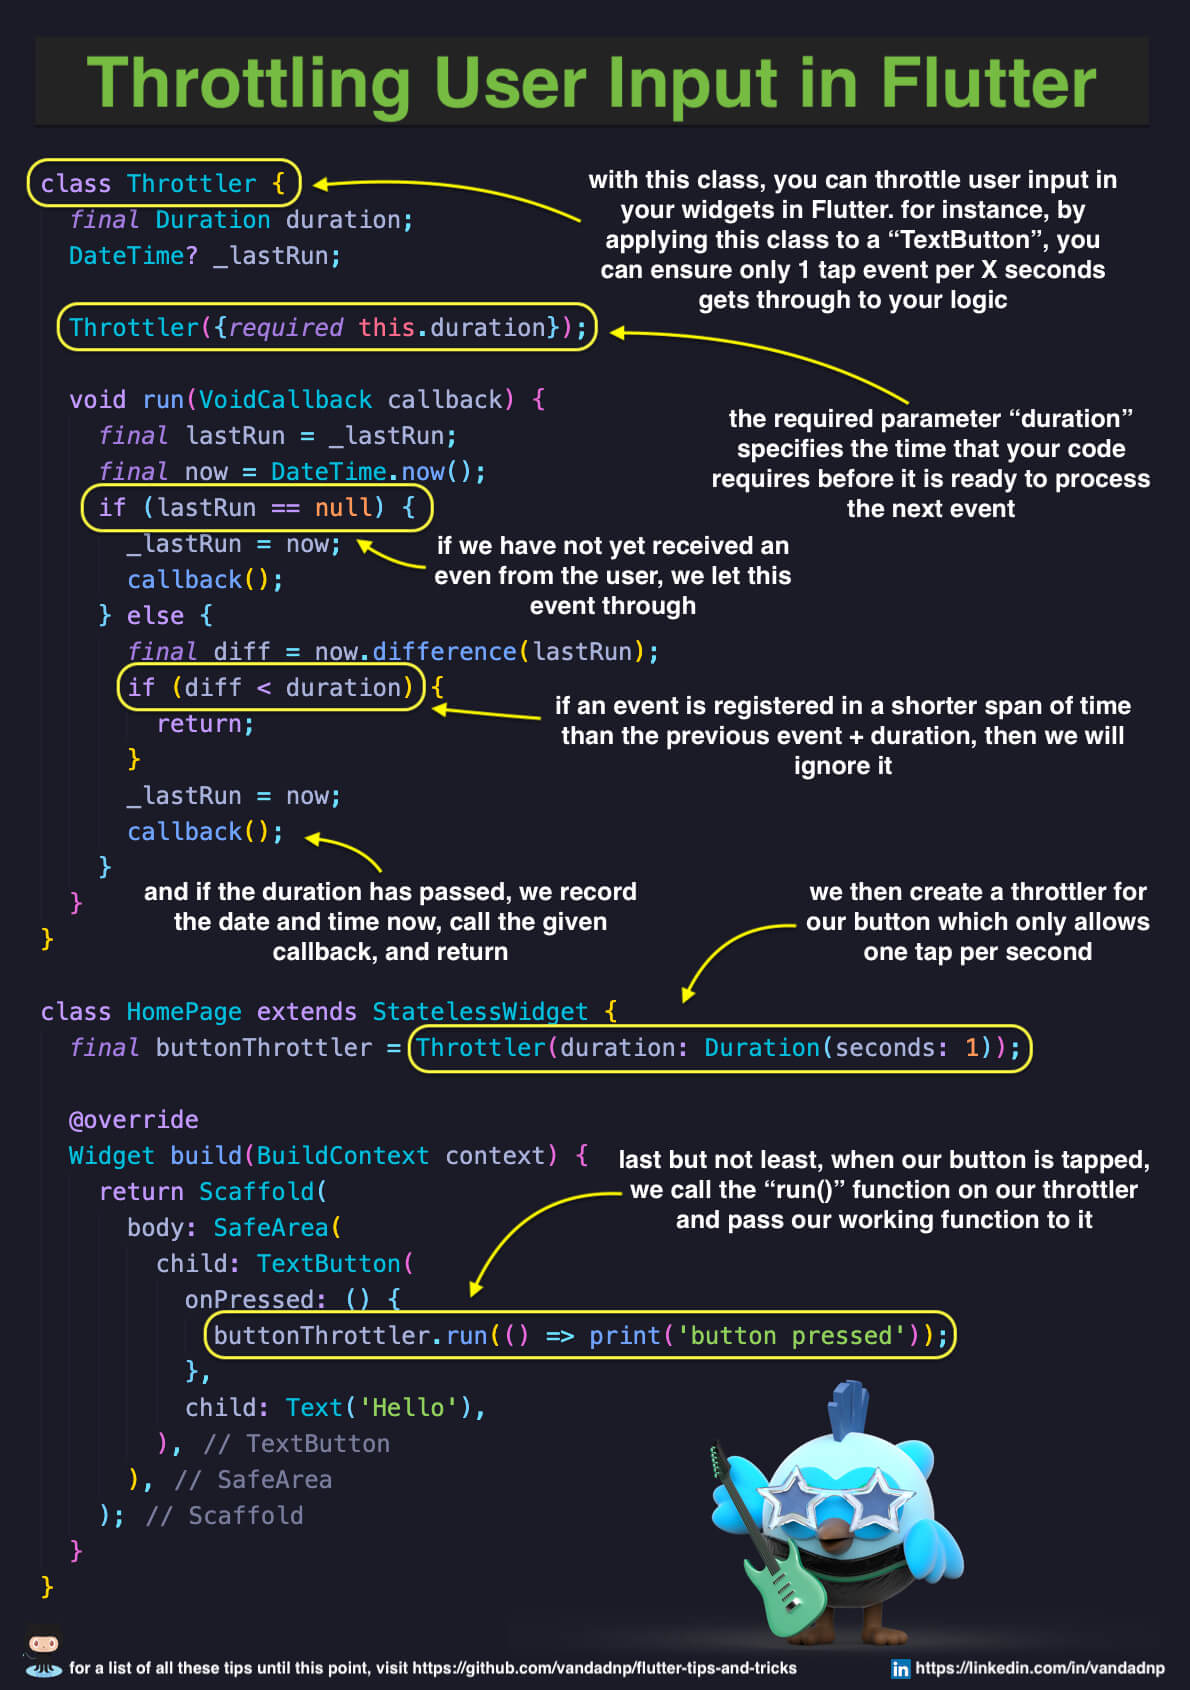 Throttling User Input in Flutter
class Throttler {
final Duration duration;
DateTime? _lastRun;
with this class, you can throttle user input in
your widgets in Flutter. for instance, by
applying this class to a “TextButton”, you
can ensure only 1 tap event per X seconds
gets through to your logic
Throttler({required this.duration});
the required parameter “duration”
specifies the time that your code
requires before it is ready to process
the next event
void run(VoidCallback callback) {
final lastRun = _lastRun;
final now = DateTime.now();
if (lastRun == null) {
_lastRun = now;
callback();
if we have not yet received an
even from the user, we let this
event through
} else {
final diff = now.difference(lastRun);
if (diff < duration) {
return;
}
if an event is registered in a shorter span of time
than the previous event + duration, then we will
ignore it
_lastRun = now;
callback();
}
}
}
and if the duration has passed, we record
the date and time now, call the given
callback, and return
we then create a throttler for
our button which only allows
one tap per second
class HomePage extends StatelessWidget {
final buttonThrottler = Throttler(duration: Duration(seconds: 1));
@override
Widget build(BuildContext context) {
last but not least, when our button is tapped,
we call the “run()” function on our throttler
and pass our working function to it
return Scaffold(
body: SafeArea(
child: TextButton(
onPressed: () {
buttonThrottler.run(() => print('button pressed'));
},
child: Text('Hello'),
), // TextButton
), // SafeArea
); // Scaffold
}
}
for a list of all these tips until this point, visit https://github.com/vandadnp/flutter-tips-and-tricks
in https://linkedin.com/in/vandadnp